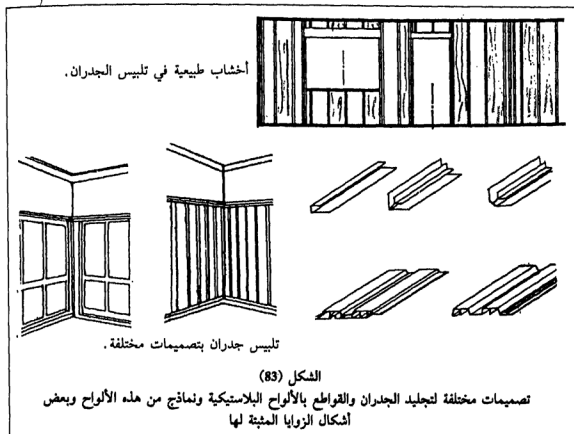 أخشاب طبيعية في تلبيس الجدران.
تلبيس جدران بتصميمات مختلفة.
الشكل (83)
تصميمات مختلفة لتجليد الجدران والقواطع بالألواح البلاستيكية ونماذج من هذه الألواح وبعض
أشكال الزوايا المثبتة لها